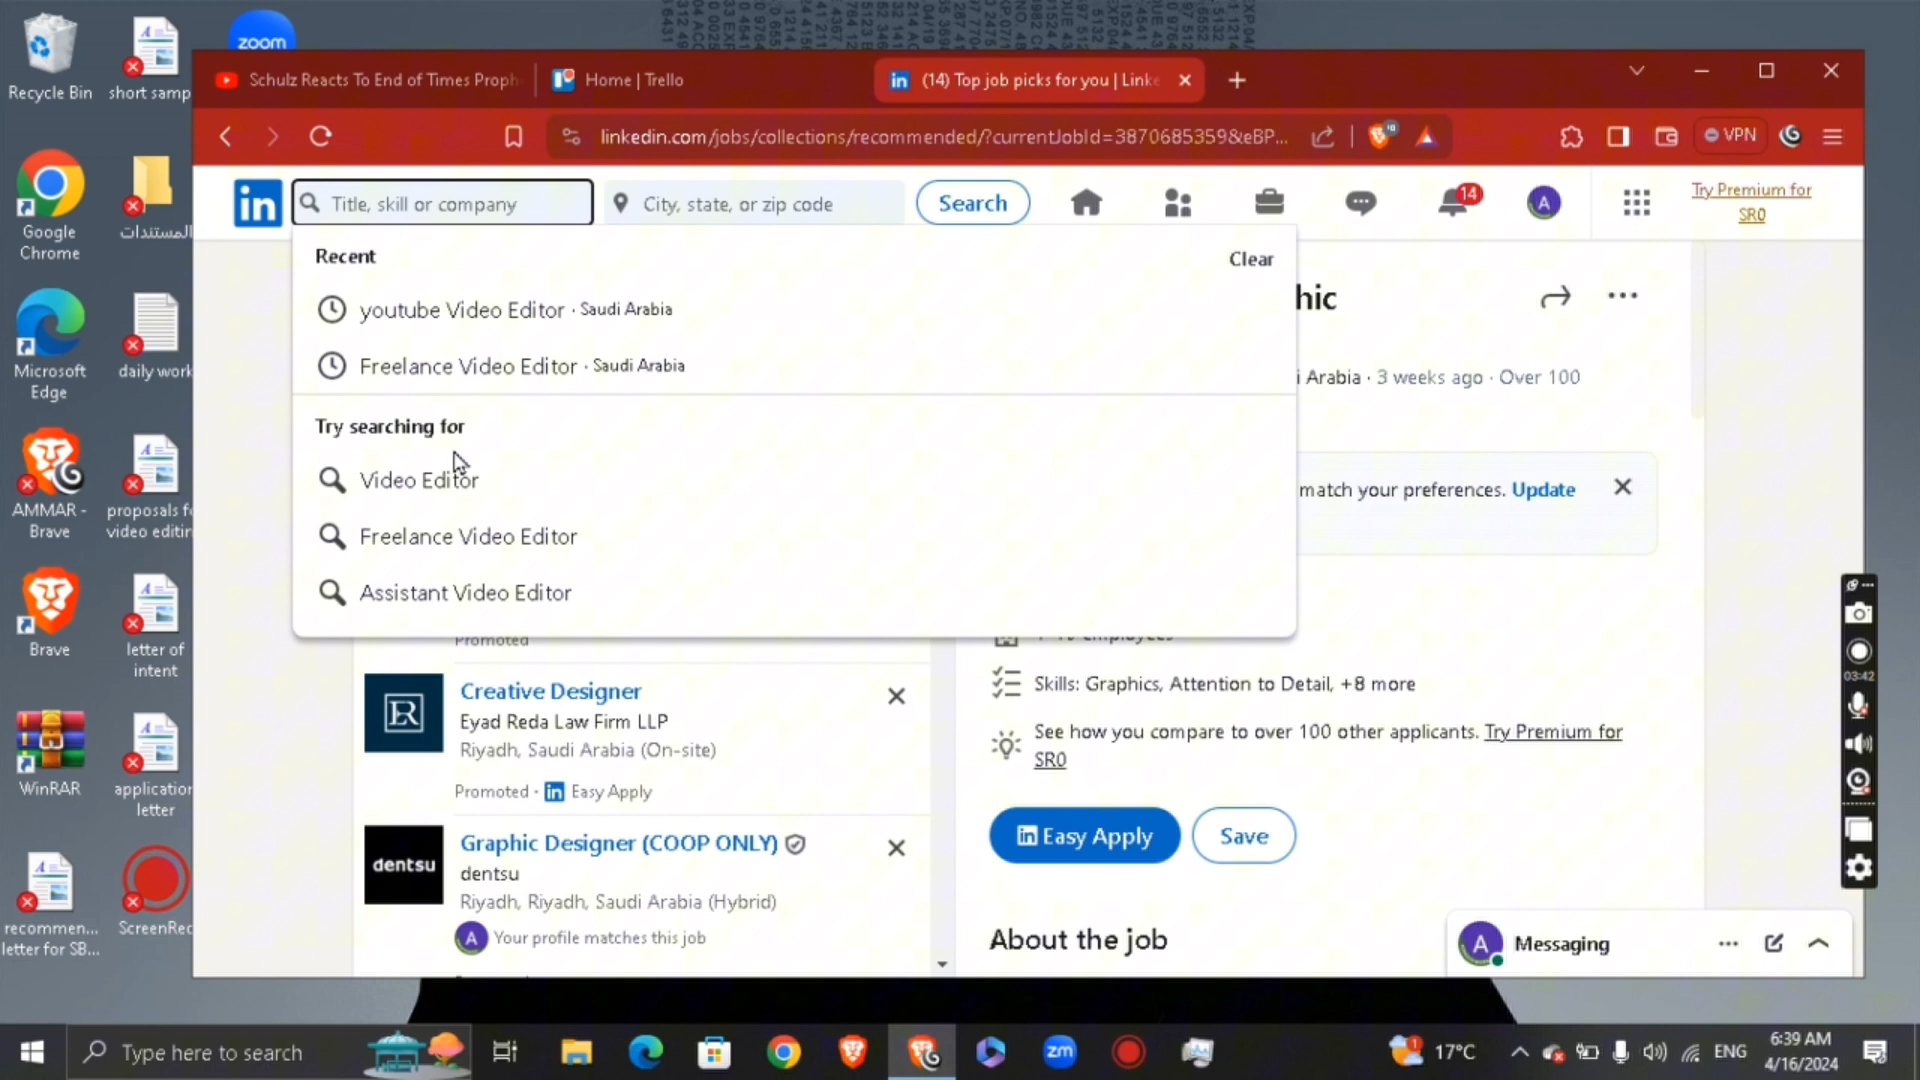 Recycle Bin
short samp
zoom
Google
Chrome
المستندات
Microsoft
Edge
daily work
AMMAR -
Brave
proposals f
video editin
Brave
letter of
intent
WinRAR
application
letter
recommen...
letter for SB...
ScreenRec
Schulz Reacts To End of Times Proph
Home | Trello
(14) Top job picks for you | Linke
linkedin.com/jobs/collections/recommended/?currentJobId=3870685359&eBP...
VPN
in
Title, skill or company
City, state, or zip code
Search
14
A
Try Premium for
SR0
Recent
Clear
youtube Video Editor · Saudi Arabia
Freelance Video Editor · Saudi Arabia
Try searching for
Video Editor
Freelance Video Editor
Assistant Video Editor
hic
i Arabia · 3 weeks ago · Over 100
match your preferences. Update
Promoted
Creative Designer
Eyad Reda Law Firm LLP
Riyadh, Saudi Arabia (On-site)
Promoted · in Easy Apply
dentsu
Graphic Designer (COOP ONLY)
dentsu
Riyadh, Riyadh, Saudi Arabia (Hybrid)
A Your profile matches this job
Skills: Graphics, Attention to Detail, +8 more
See how you compare to over 100 other applicants. Try Premium for
SR0
in Easy Apply
Save
About the job
A Messaging
03:42
Type here to search
zm
17°C
ENG
6:39 AM
4/16/2024